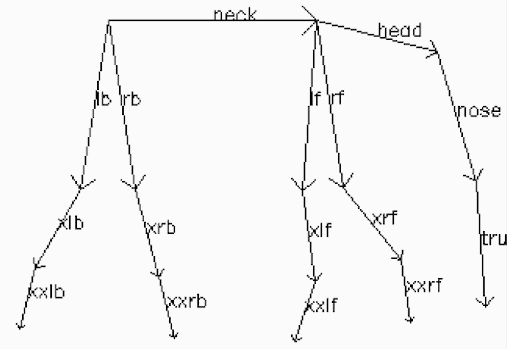 neck
head
lb rb
lf rf
nose
xlb
xrb
xlf
xrf
tru
xxlb
xxrb
xxlf
xxrf